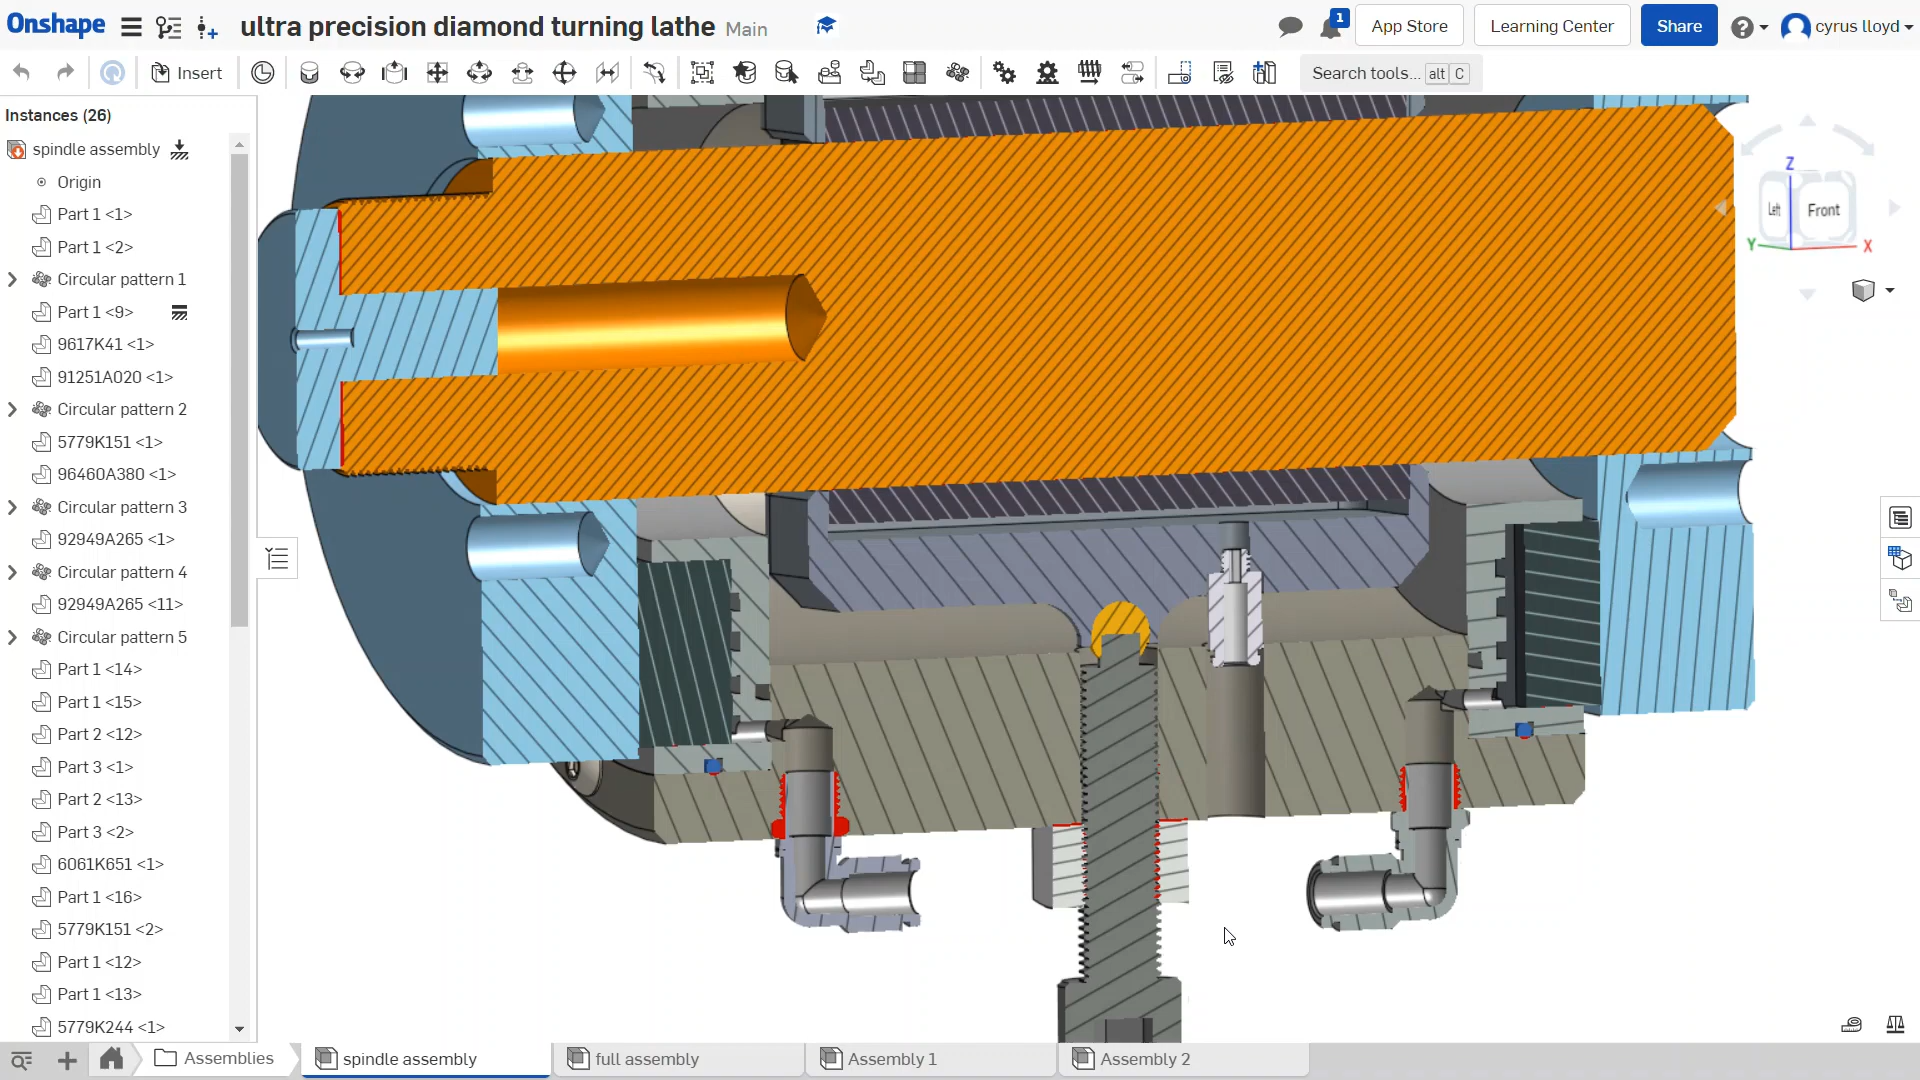 Onshape
ultra precision diamond turning lathe Main
1
App Store
Learning Center
Share
cyrus lloyd
Insert
Search tools... alt C
Instances (26)
spindle assembly
Origin
Part 1 <1>
Part 1 <2>
Circular pattern 1
Part 1 <9>
9617K41 <1>
91251A020 <1>
Circular pattern 2
5779K151 <1>
96460A380 <1>
Circular pattern 3
92949A265 <1>
Circular pattern 4
92949A265 <11>
Circular pattern 5
Part 1 <14>
Part 1 <15>
Part 2 <12>
Part 3 <1>
Part 2 <13>
Part 3 <2>
6061K651 <1>
Part 1 <16>
5779K151 <2>
Part 1 <12>
Part 1 <13>
5779K244 <1>
Z
Left
Front
Y
X
Assemblies
spindle assembly
full assembly
Assembly 1
Assembly 2